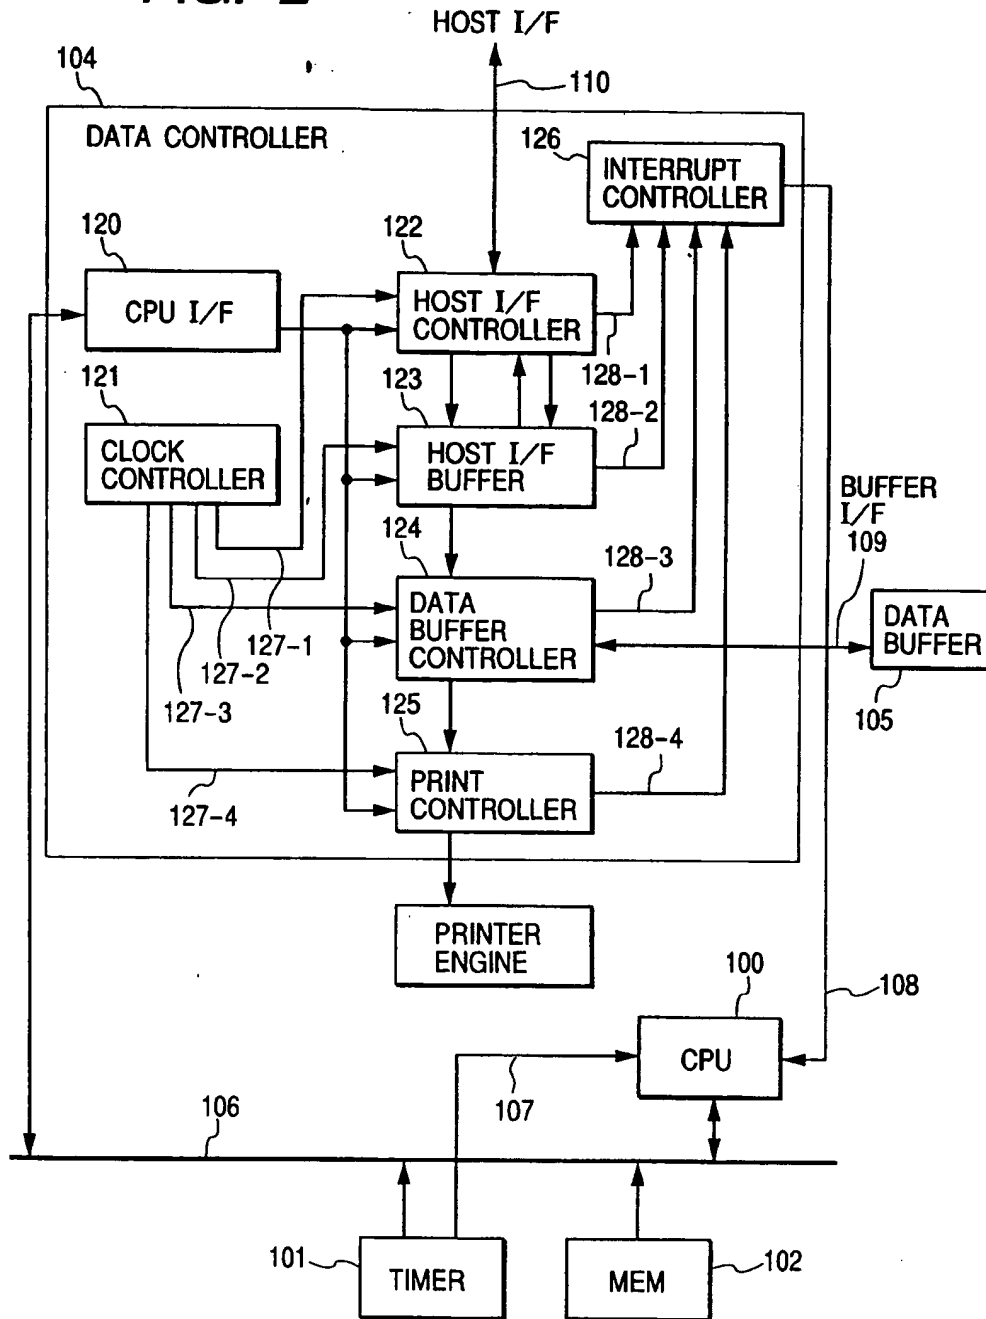 HOST I/F
104
110
DATA CONTROLLER
126
INTERRUPT
CONTROLLER
120
CPU I/F
122
HOST I/F
CONTROLLER
128-1
121
CLOCK
CONTROLLER
123
HOST I/F
BUFFER
128-2
BUFFER
I/F
109
124
DATA
BUFFER
CONTROLLER
128-3
DATA
BUFFER
105
127-1
127-2
127-3
127-4
125
PRINT
CONTROLLER
128-4
PRINTER
ENGINE
100
CPU
108
107
106
101
TIMER
MEM
102